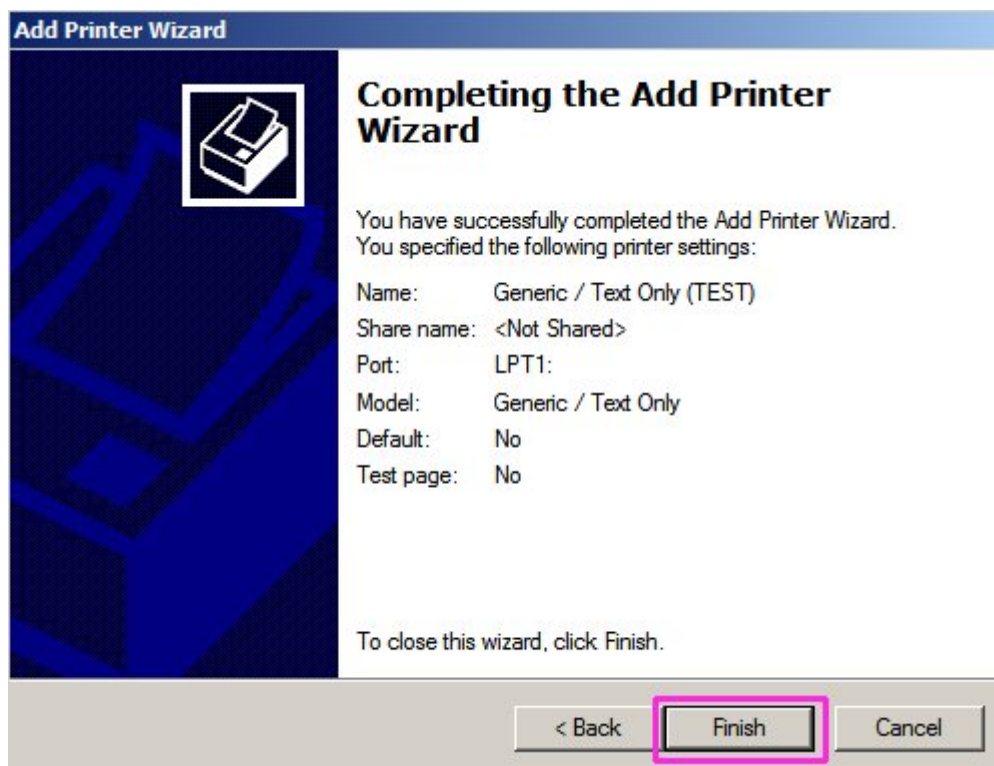 Add Printer Wizard
Completing the Add Printer
Wizard
You have successfully completed the Add Printer Wizard.
You specified the following printer settings:
Name: Generic / Text Only (TEST)
Share name: <Not Shared>
Port: LPT1:
Model: Generic / Text Only
Default: No
Test page: No
To close this wizard, click Finish.
< Back Finish Cancel